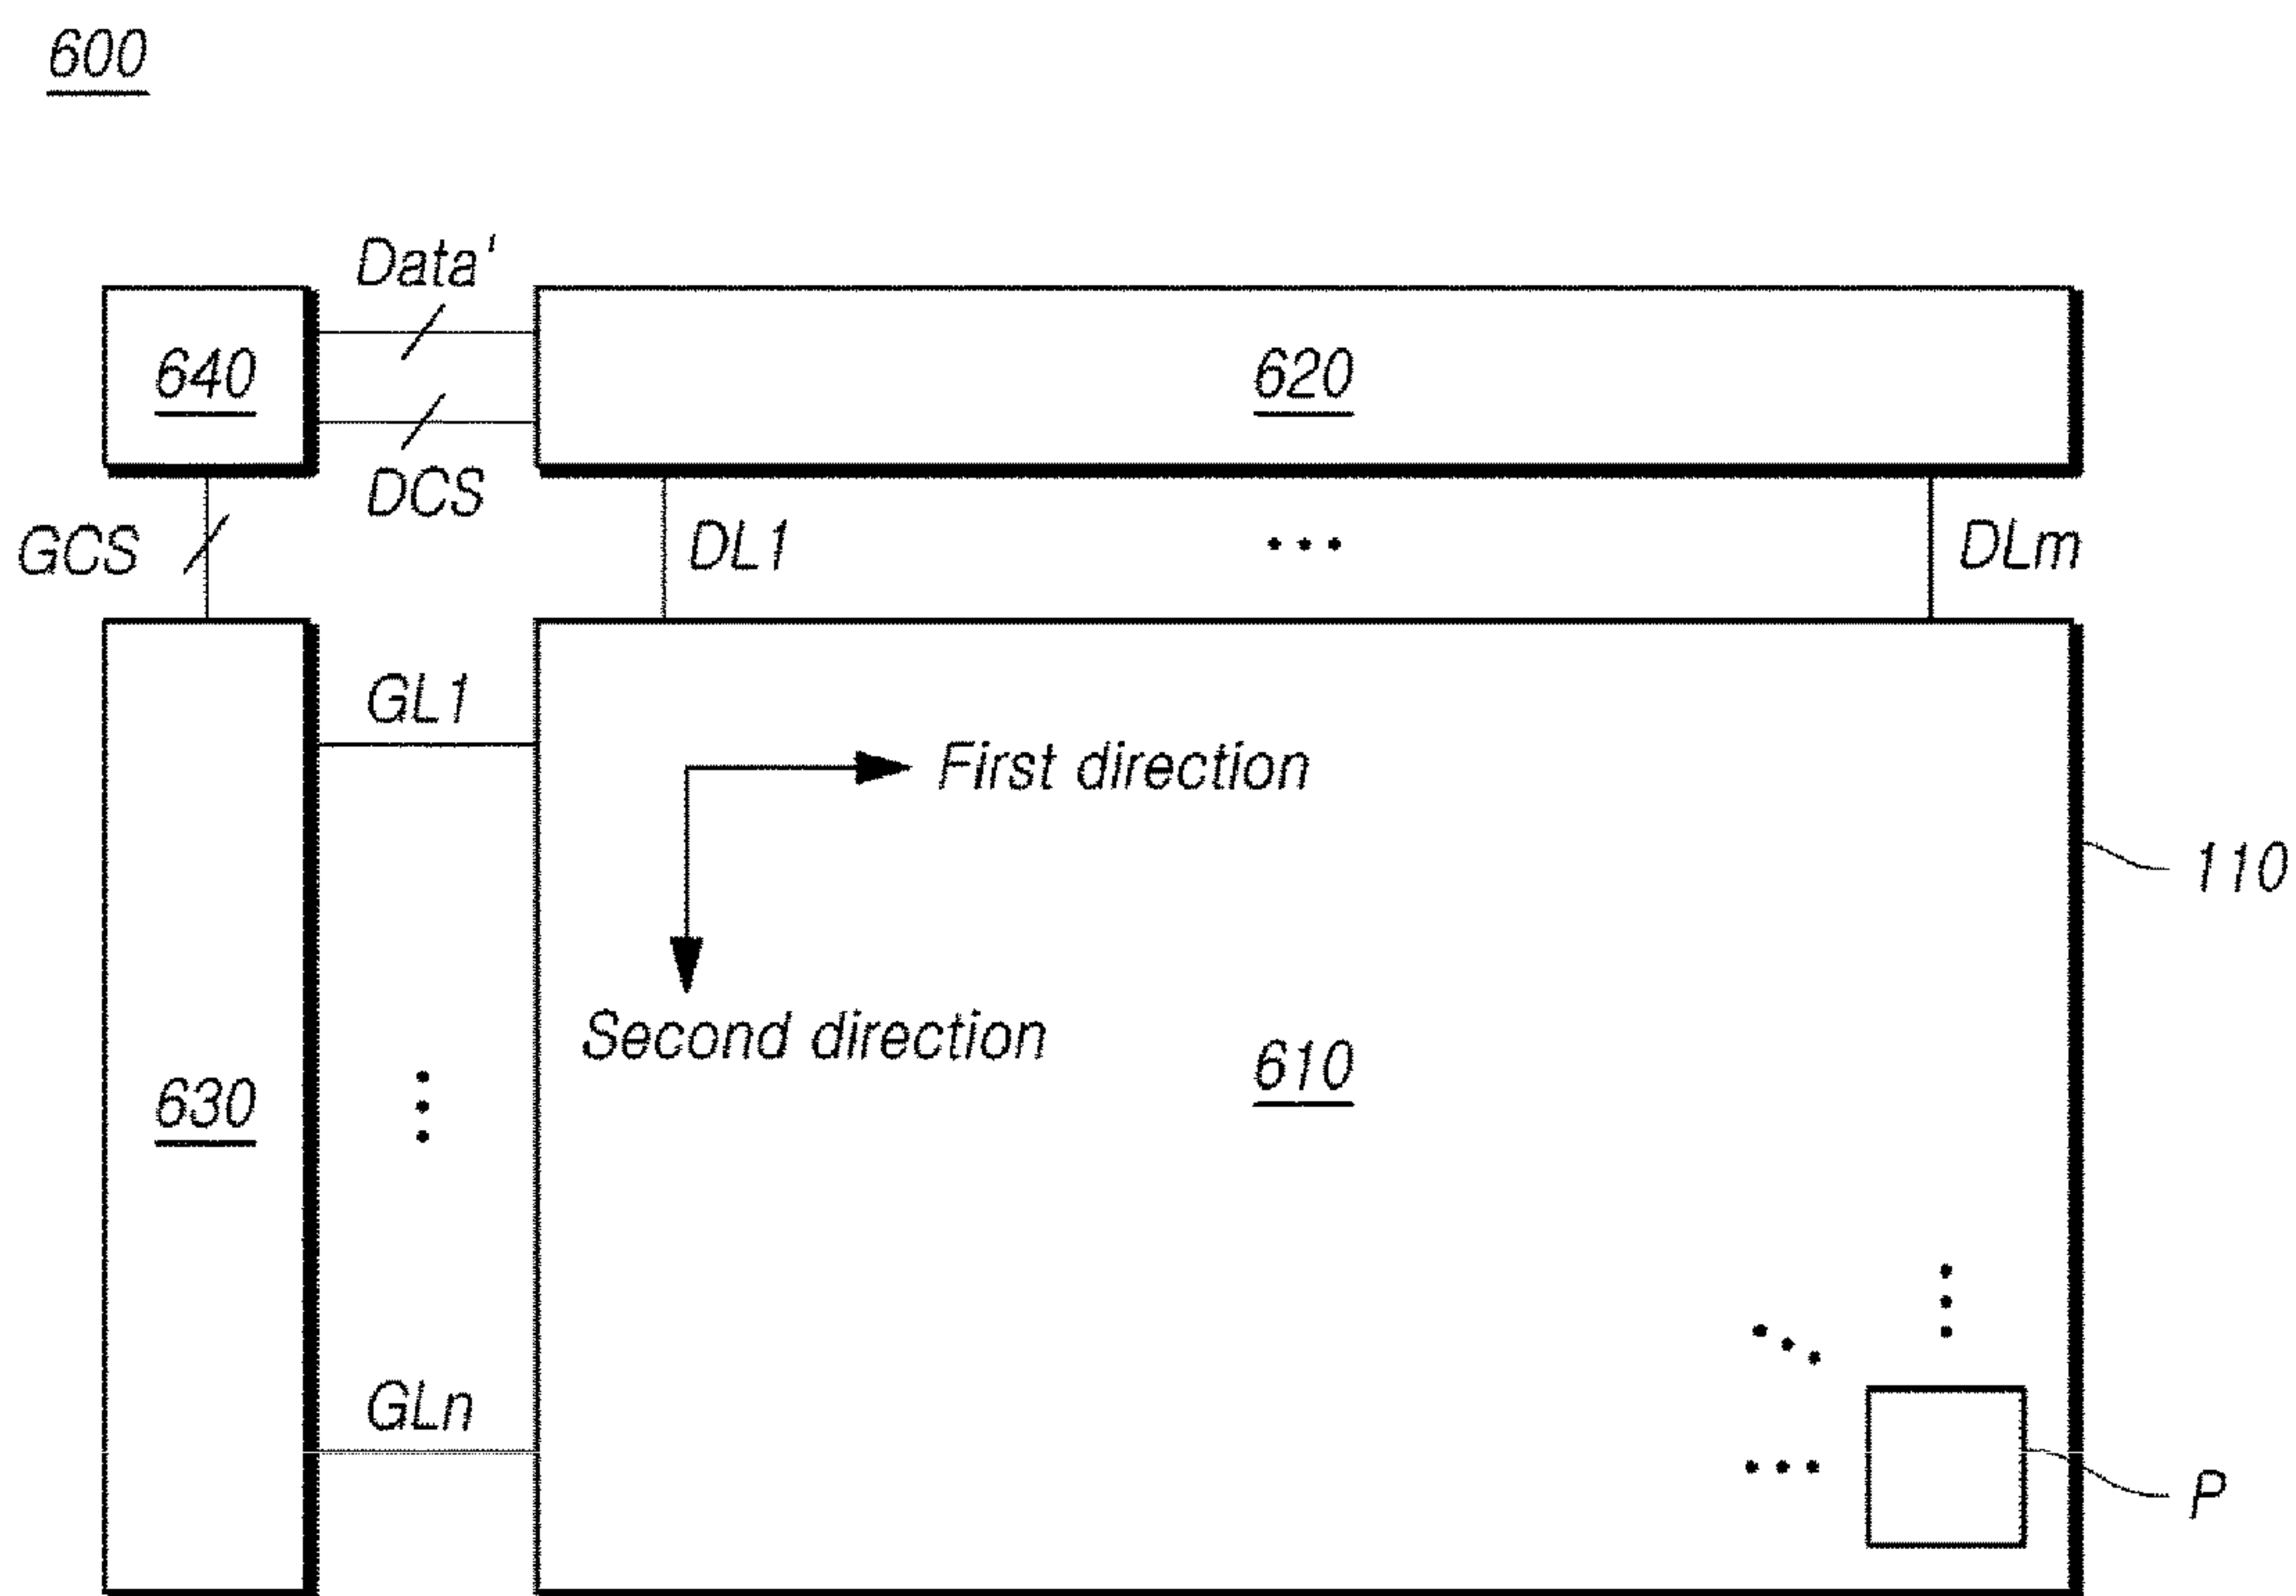 600
Data'
640
620
DCS
GCS
DL1
DLm
GL1
First direction
110
Second direction
610
630
GLn
P